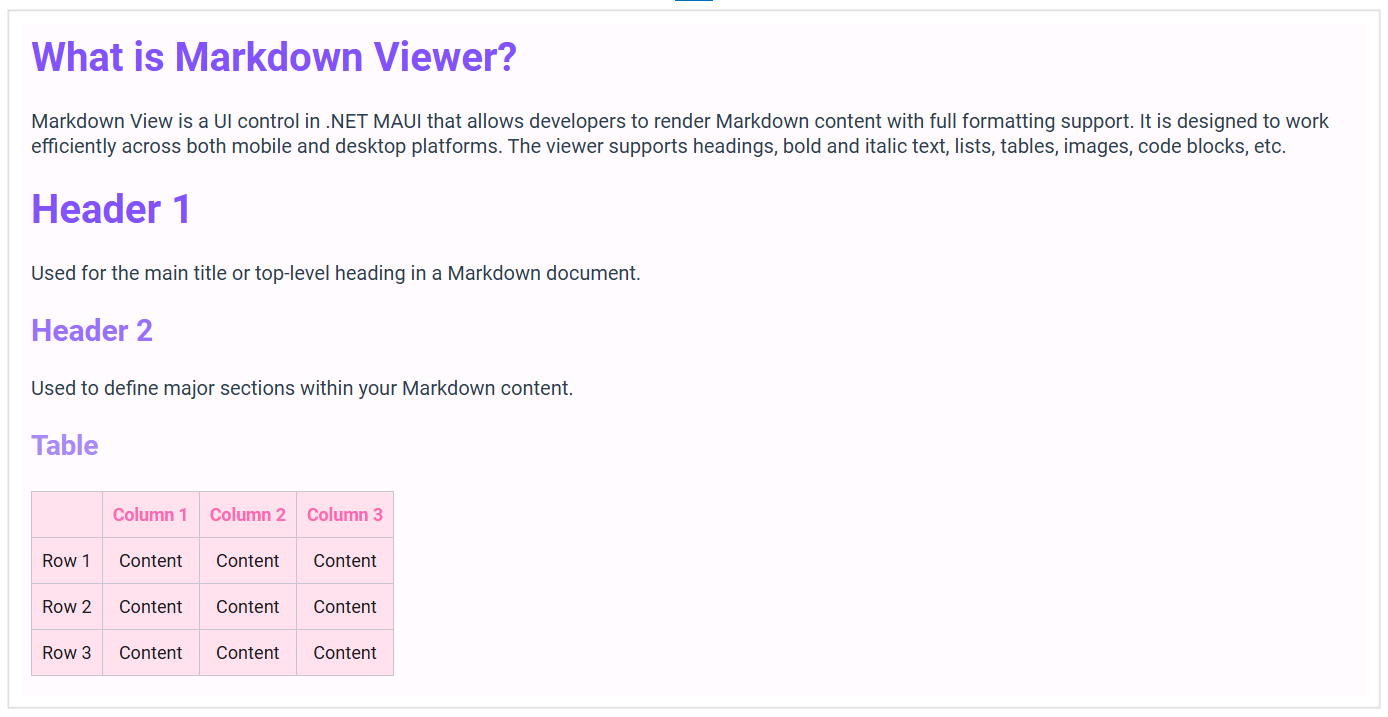 What is Markdown Viewer?
Markdown View is a UI control in .NET MAUI that allows developers to render Markdown content with full formatting support. It is designed to work
efficiently across both mobile and desktop platforms. The viewer supports headings, bold and italic text, lists, tables, images, code blocks, etc.
Header 1
Used for the main title or top-level heading in a Markdown document.
Header 2
Used to define major sections within your Markdown content.
Table
Column 1 Column 2 Column 3
Row 1 Content Content Content
Row 2 Content Content Content
Row 3 Content Content Content